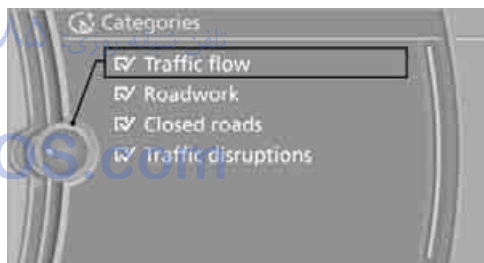 Categories
Traffic flow
Roadwork
Closed roads
Traffic disruptions